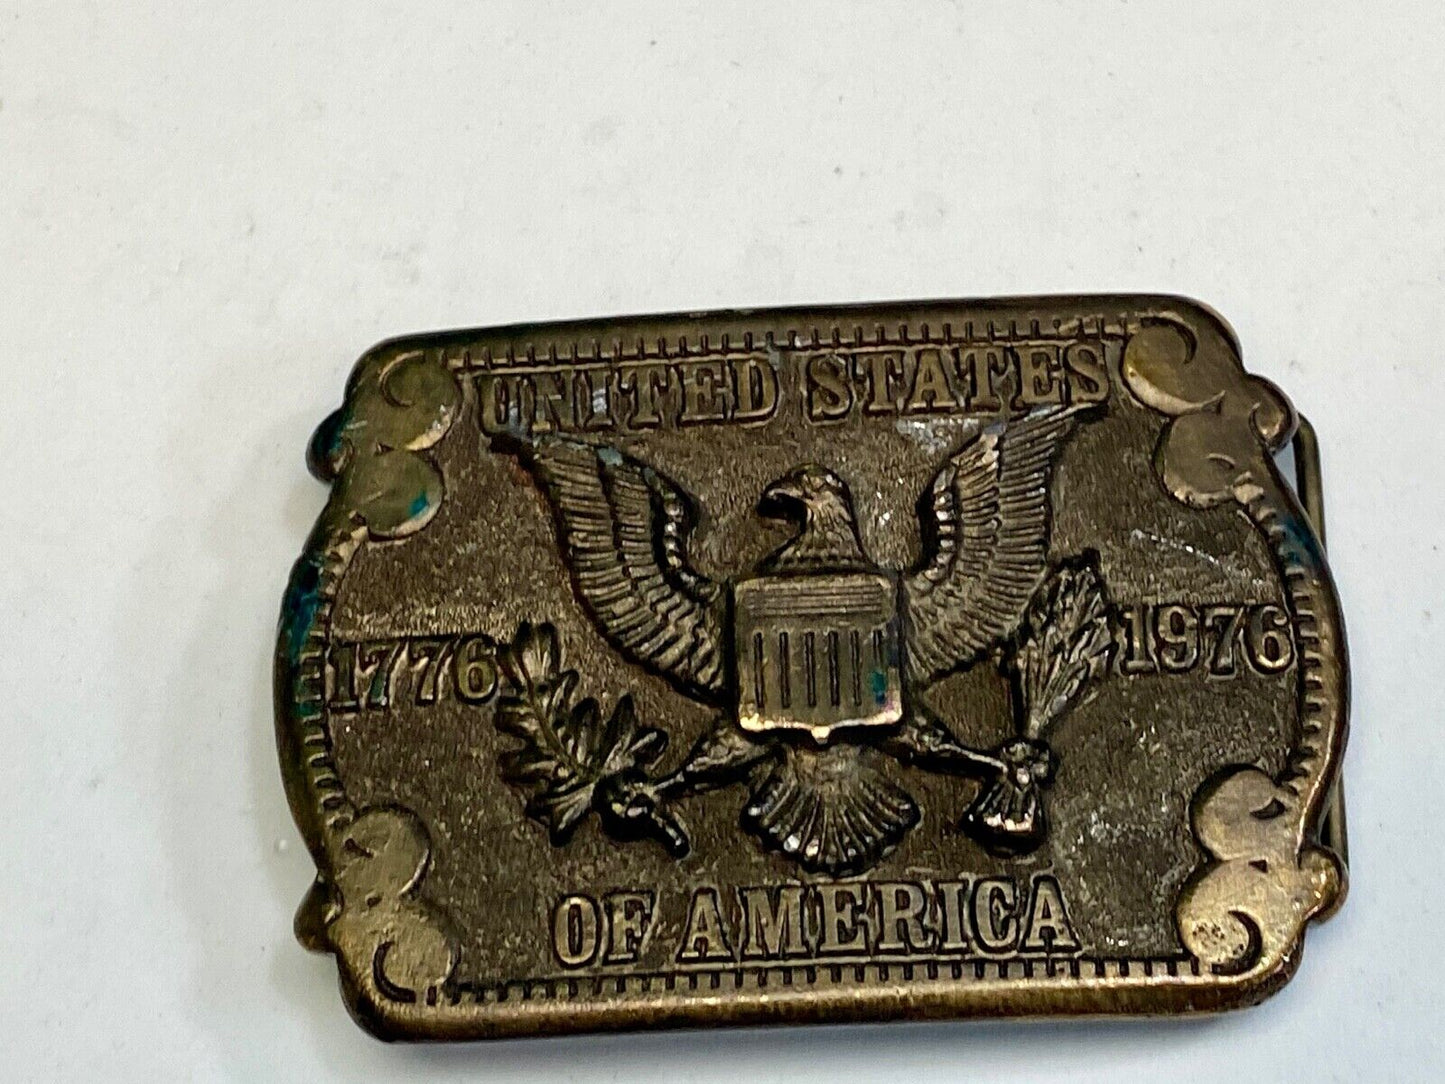 UNITED STATES
1776 1976
OF AMERICA